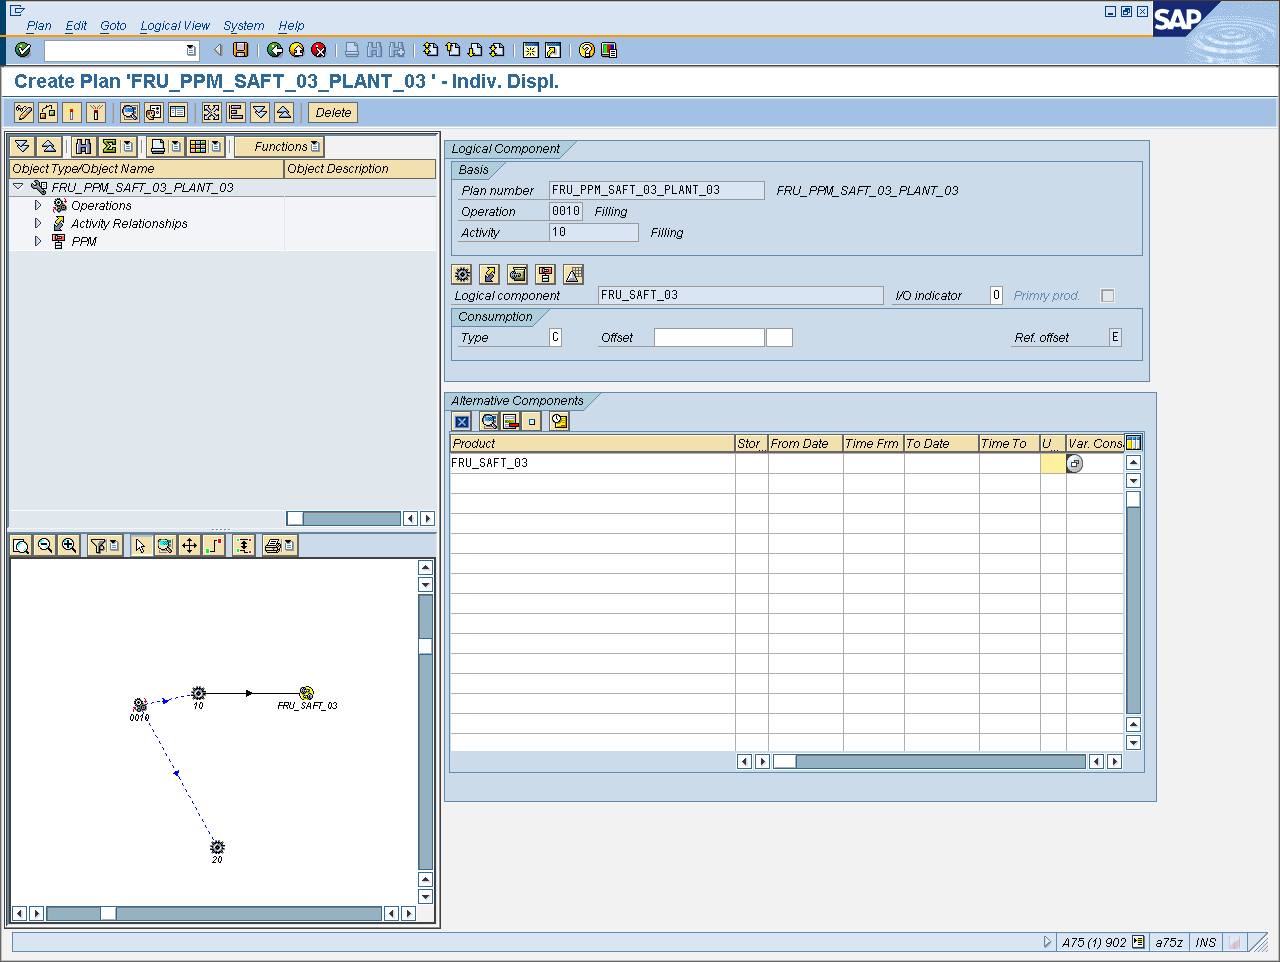 Plan Edit Goto Logical View System Help
SAP
Create Plan 'FRU_PPM_SAFT_03_PLANT_03 ' - Indiv. Displ.
Delete
Functions
Object Type/Object Name Object Description
FRU_PPM_SAFT_03_PLANT_03
Operations
Activity Relationships
PPM
Logical Component
Basis
Plan number FRU_PPM_SAFT_03_PLANT_03 FRU_PPM_SAFT_03_PLANT_03
Operation 0010 Filling
Activity 10 Filling
Logical component FRU_SAFT_03 I/O indicator O Primry prod.
Consumption
Type C Offset Ref. offset E
Alternative Components
Product Stor... From Date Time Frm To Date Time To U... Var. Cons
FRU_SAFT_03
0010
10
FRU_SAFT_03
20
A75 (1) 902 a75z INS